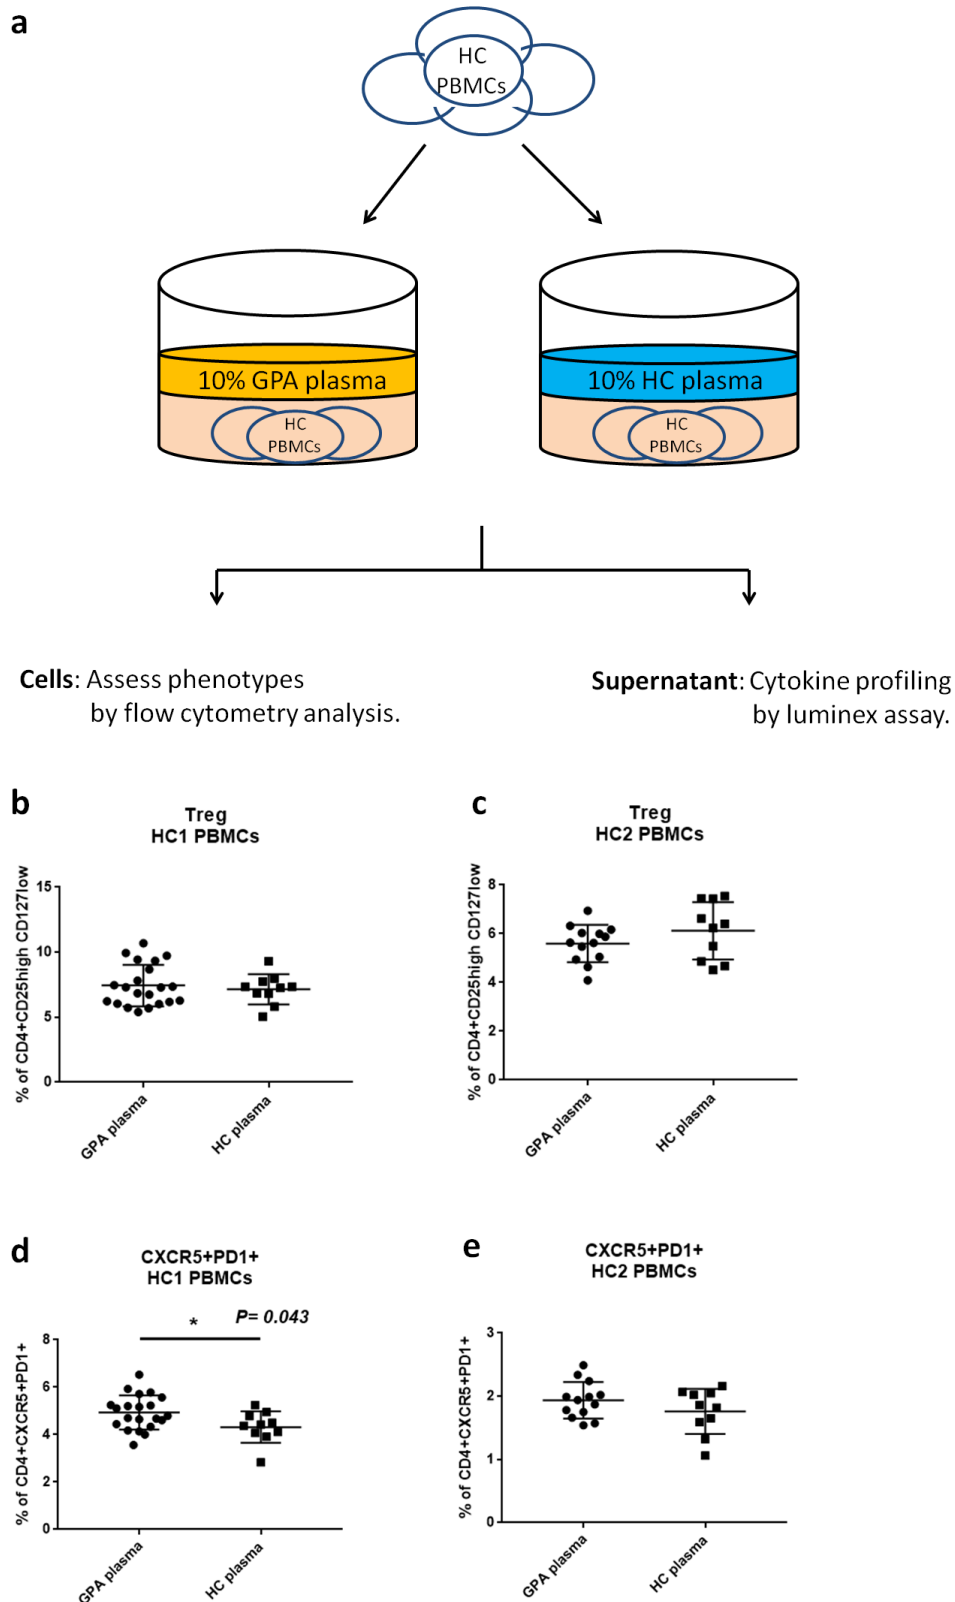 a
HC
PBMCs
10% GPA plasma
10% HC plasma
HC
PBMCs
HC
PBMCs
Cells: Assess phenotypes
by flow cytometry analysis.
Supernatant: Cytokine profiling
by luminex assay.
b
Treg
HC1 PBMCs
% of CD4+CD25high CD127low
15
10
5
0
GPA plasma
HC plasma
c
Treg
HC2 PBMCs
% of CD4+CD25high CD127low
8
6
4
2
0
GPA plasma
HC plasma
d
CXCR5+PD1+
HC1 PBMCs
* P= 0.043
% of CD4+CXCR5+PD1+
8
6
4
2
0
GPA plasma
HC plasma
e
CXCR5+PD1+
HC2 PBMCs
% of CD4+CXCR5+PD1+
3
2
1
0
GPA plasma
HC plasma